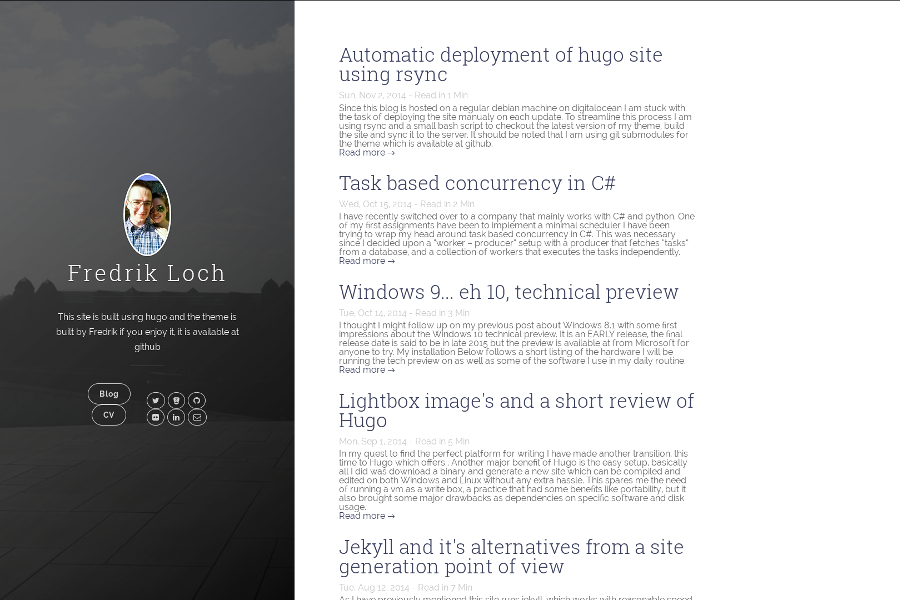 Fredrik Loch
This site is built using hugo and the theme is
built by Fredrik if you enjoy it, it is available at
github
Blog
CV
Automatic deployment of hugo site
using rsync
Sun, Nov 2, 2014 - Read in 1 Min
Since this blog is hosted on a regular debian machine on digitalocean I am stuck with
the task of deploying the site manualy on each update. To streamline this process I am
using rsync and a small bash script to checkout the latest version of my theme, build
the site and sync it to the server. It should be noted that I am using git submodules for
the theme which is available at github
Read more →
Task based concurrency in C#
Wed, Oct 15, 2014 - Read in 2 Min
I have recently switched over to a company that mainly works with C# and python. One
of my first assignments have been to implement a minimal scheduler I have been
trying to wrap my head around task based concurrency in C#. This was necessary
since I decided upon a “worker – producer” setup with a producer that fetches “tasks”
from a database, and a collection of workers that executes the tasks independently.
Read more →
Windows 9... eh 10, technical preview
Tue, Oct 14, 2014 - Read in 3 Min
I thought I might follow up on my previous post about Windows 8.1 with some first
impressions about the Windows 10 technical preview. It is an EARLY release, the final
release date is said to be in late 2015 but the preview is available at from Microsoft for
anyone to try. My installation Below follows a short listing of the hardware I will be
running the tech preview on as well as some of the software I use in my daily routine
Read more →
Lightbox image's and a short review of
Hugo
Mon, Sep 1, 2014 - Read in 5 Min
In my quest to find the perfect platform for writing I have made another transition, this
time to Hugo which offers . Another major benefit of Hugo is the easy setup, basically
all I did was download a binary and generate a new site which can be compiled and
edited on both Windows and Linux without any extra hassle. This spares me the need
of running a vm as a write box, a practice that had some benefits like portability, but it
also brought some major drawbacks as dependencies on specific software and disk
usage.
Read more →
Jekyll and it's alternatives from a site
generation point of view
Tue, Aug 12, 2014 - Read in 7 Min
As I have previously mentioned this site runs jekyll, which works with reasonable speed